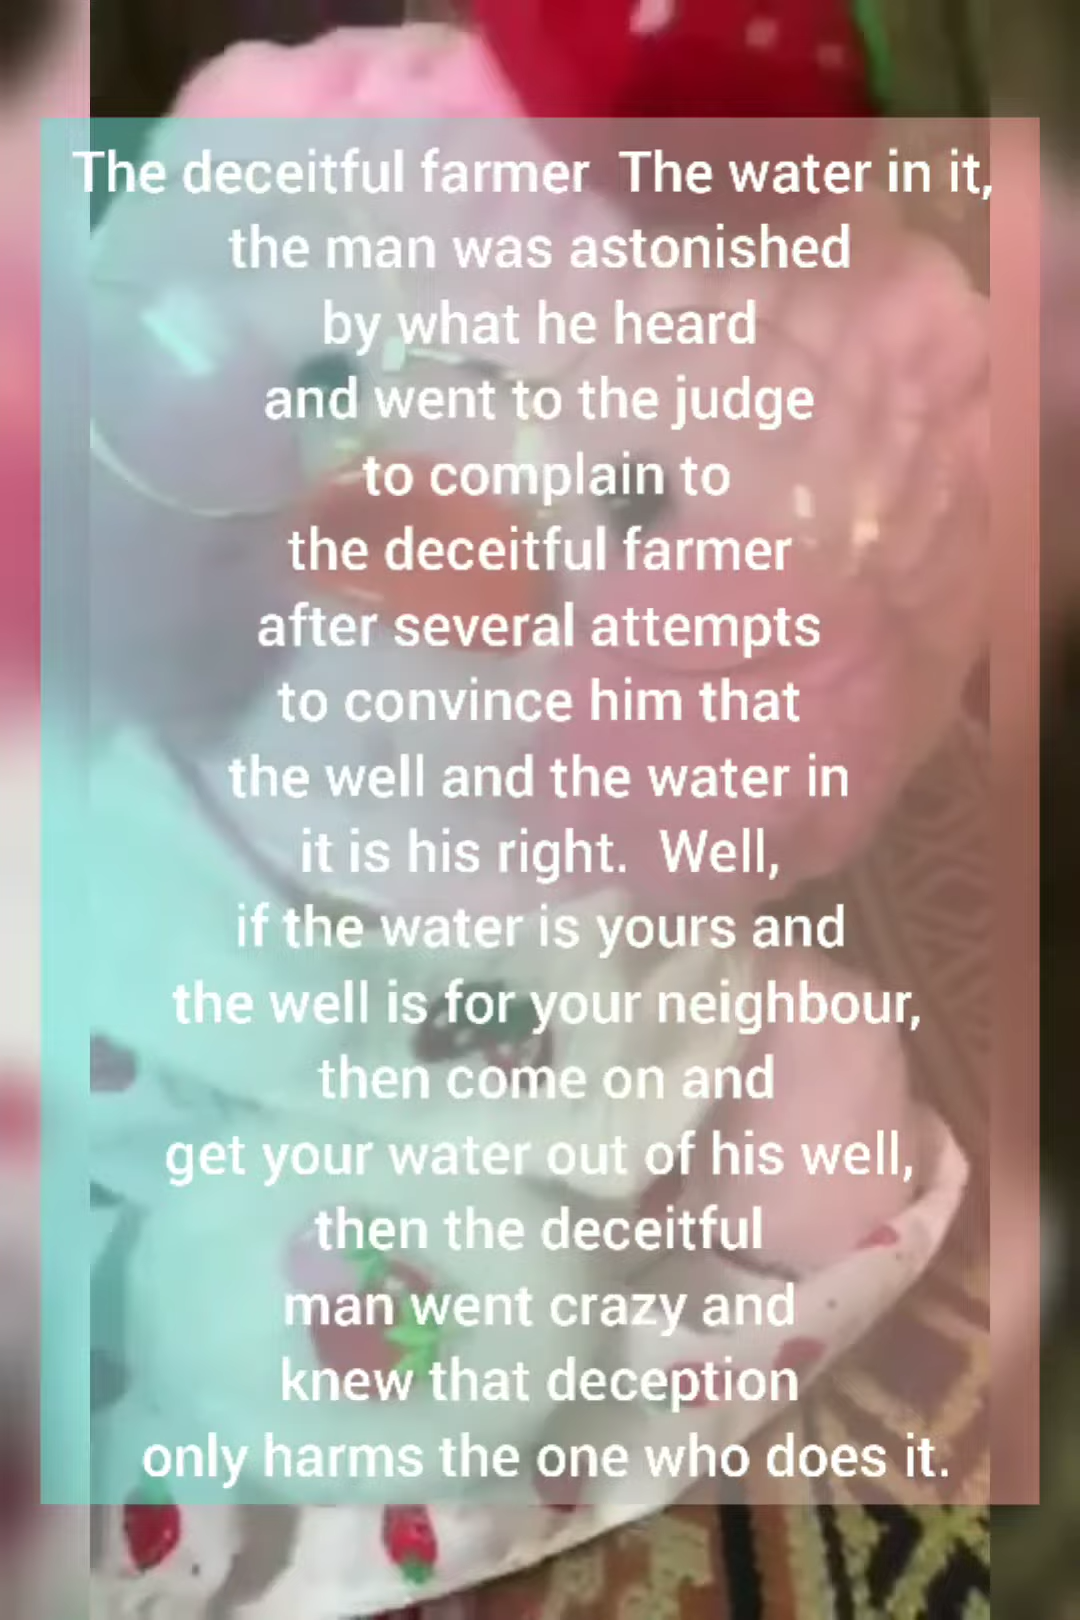 The deceitful farmer  The water in it,
the man was astonished
by what he heard
and went to the judge
to complain to
the deceitful farmer
after several attempts
to convince him that
the well and the water in
it is his right.  Well,
if the water is yours and
the well is for your neighbour,
then come on and
get your water out of his well,
then the deceitful
man went crazy and
knew that deception
only harms the one who does it.